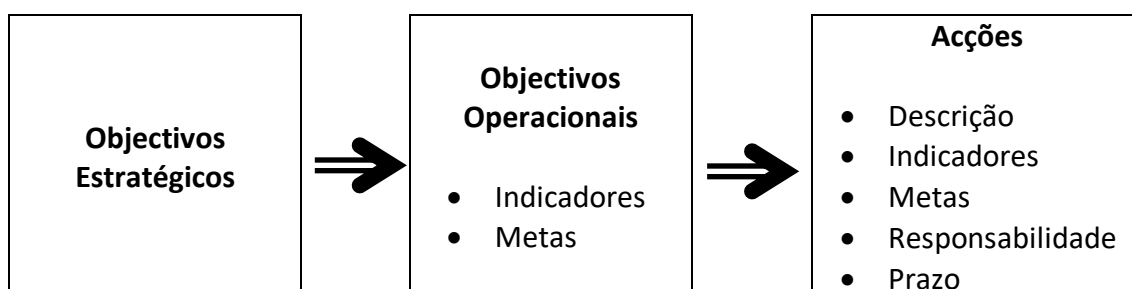 Objectivos
Estratégicos
Objectivos
Operacionais
• Indicadores
• Metas
Acções
• Descrição
• Indicadores
• Metas
• Responsabilidade
• Prazo